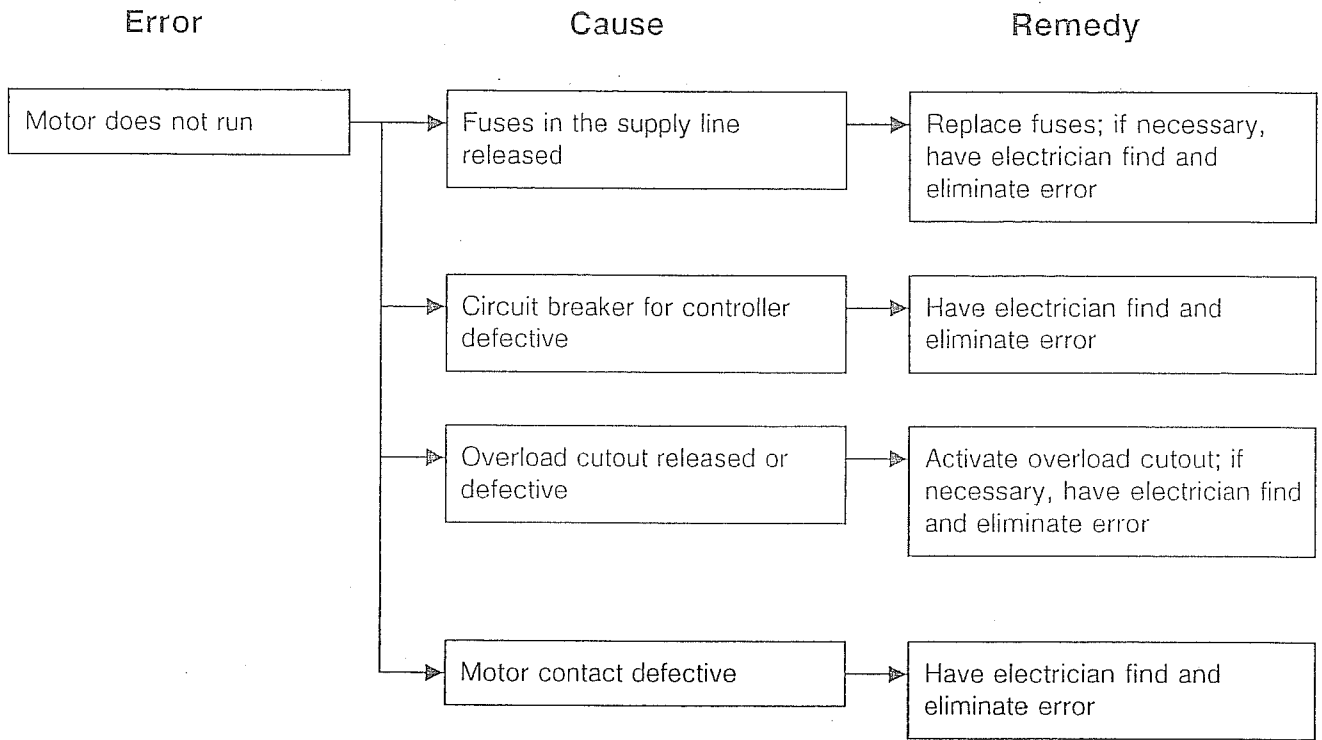 Error
Cause
Remedy
Motor does not run
Fuses in the supply line
released
Replace fuses; if necessary,
have electrician find and
eliminate error
Circuit breaker for controller
defective
Have electrician find and
eliminate error
Overload cutout released or
defective
Activate overload cutout; if
necessary, have electrician find
and eliminate error
Motor contact defective
Have electrician find and
eliminate error